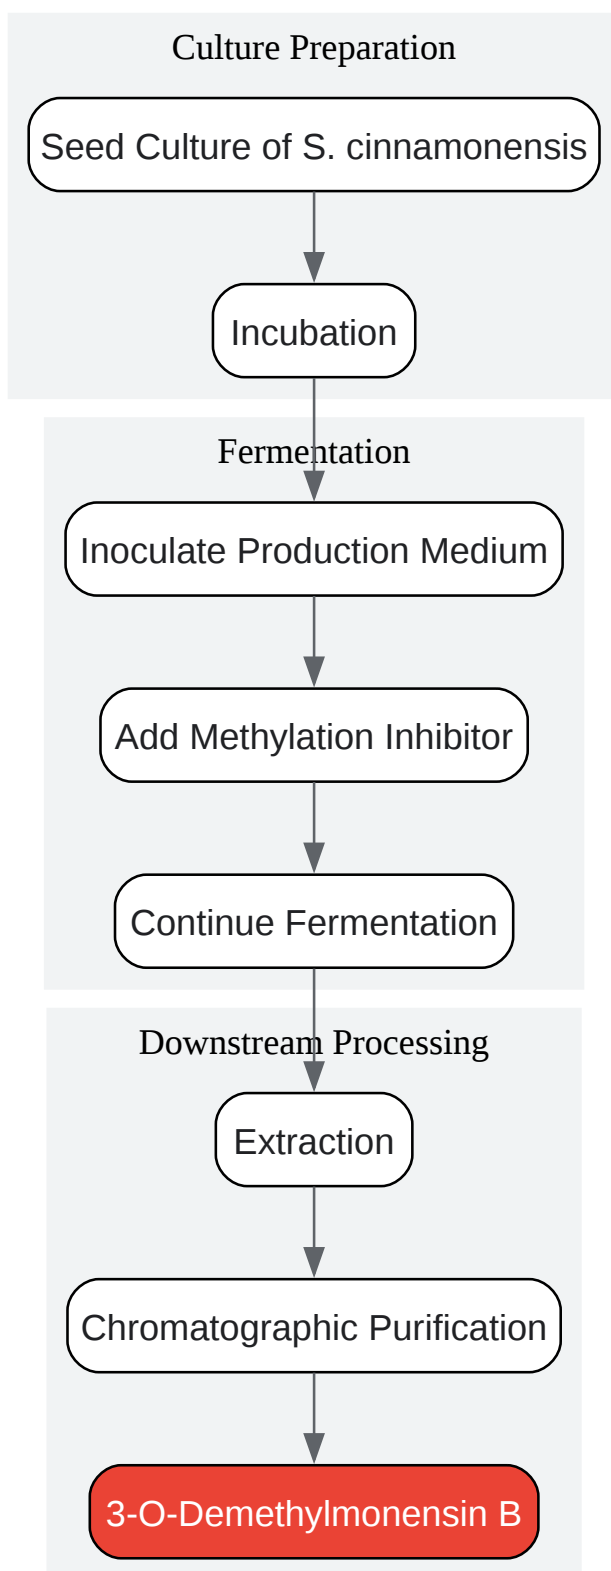 Culture Preparation
Seed Culture of S. cinnamonensis
Incubation
Fermentation
Inoculate Production Medium
Add Methylation Inhibitor
Continue Fermentation
Downstream Processing
Extraction
Chromatographic Purification
3-O-Demethylmonensin B